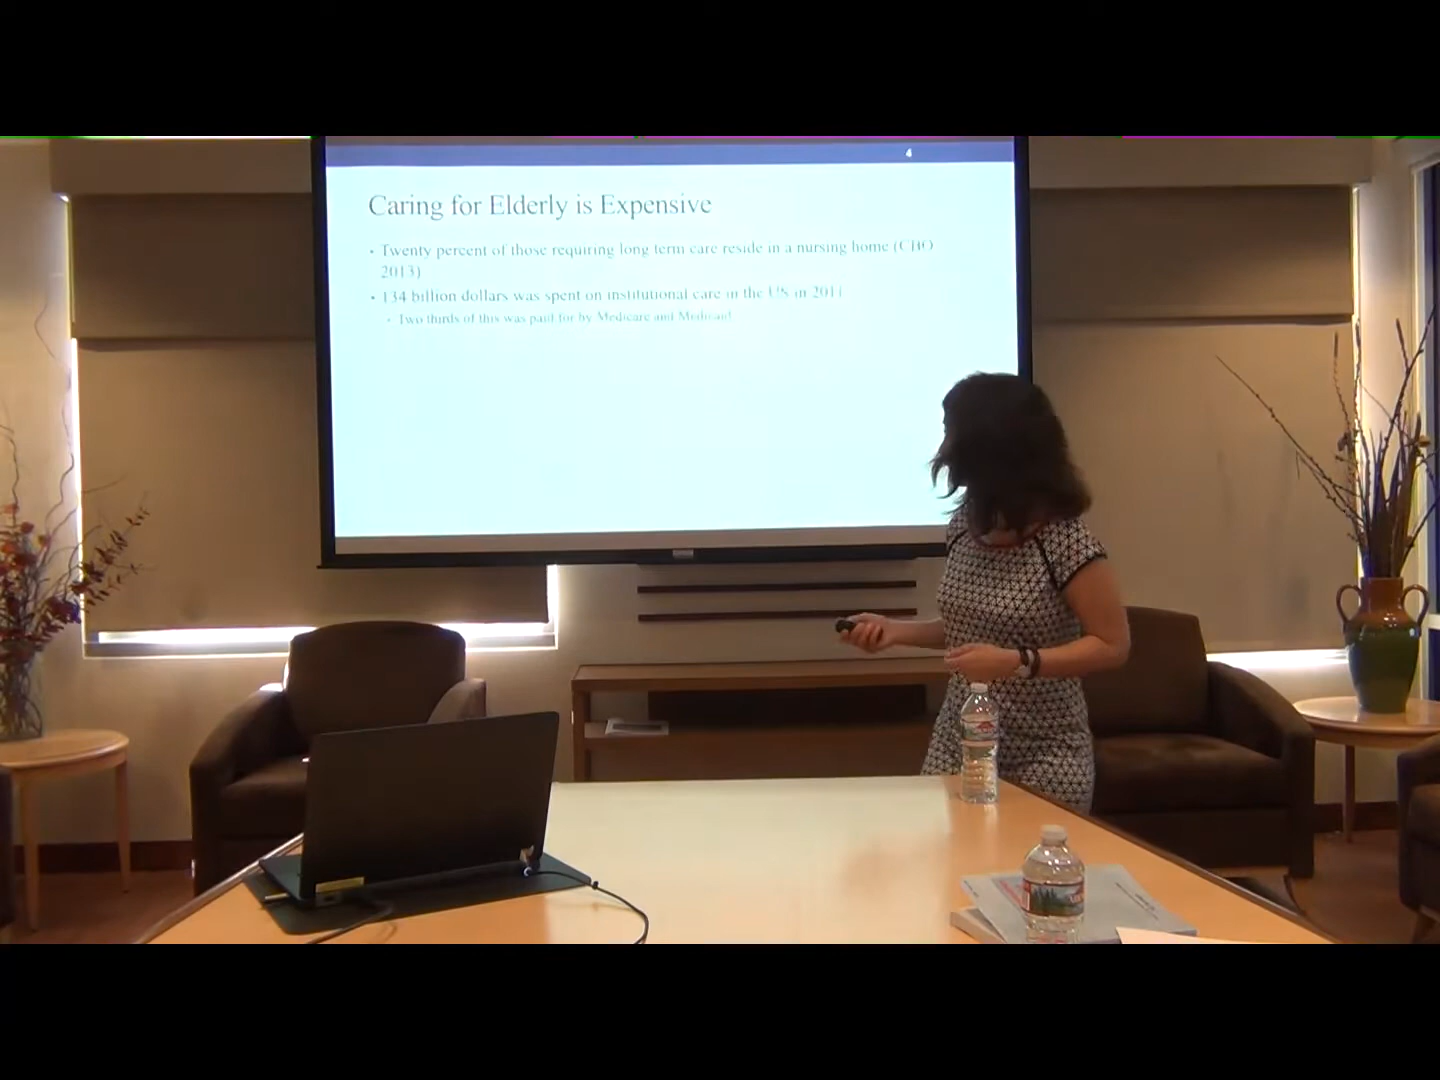 4
Caring for Elderly is Expensive
• Twenty percent of those requiring long term care reside in a nursing home (CBO
2013)
• 134 billion dollars was spent on institutional care in the US in 2011
• Two thirds of this was paid for by Medicare and Medicaid